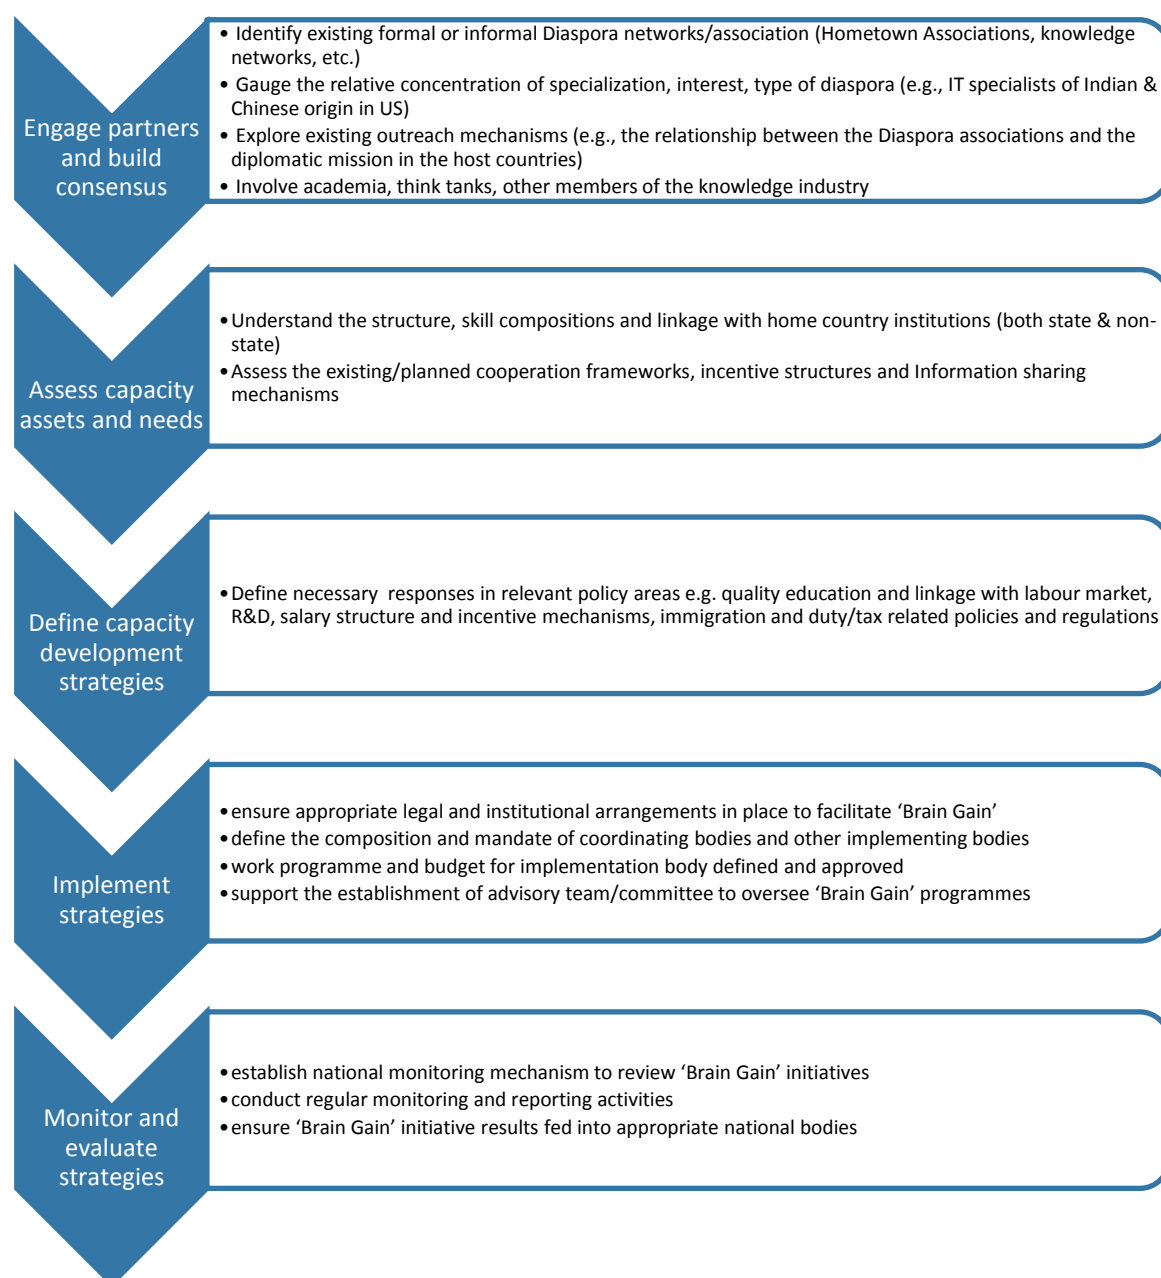 Engage partners
and build
consensus
• Identify existing formal or informal Diaspora networks/association (Hometown Associations, knowledge
networks, etc.)
• Gauge the relative concentration of specialization, interest, type of diaspora (e.g., IT specialists of Indian &
Chinese origin in US)
• Explore existing outreach mechanisms (e.g., the relationship between the Diaspora associations and the
diplomatic mission in the host countries)
• Involve academia, think tanks, other members of the knowledge industry
Assess capacity
assets and needs
•Understand the structure, skill compositions and linkage with home country institutions (both state & non-
state)
•Assess the existing/planned cooperation frameworks, incentive structures and Information sharing
mechanisms
Define capacity
development
strategies
•Define necessary responses in relevant policy areas e.g. quality education and linkage with labour market,
R&D, salary structure and incentive mechanisms, immigration and duty/tax related policies and regulations
Implement
strategies
•ensure appropriate legal and institutional arrangements in place to facilitate ‘Brain Gain’
•define the composition and mandate of coordinating bodies and other implementing bodies
•work programme and budget for implementation body defined and approved
•support the establishment of advisory team/committee to oversee ‘Brain Gain’ programmes
Monitor and
evaluate
strategies
•establish national monitoring mechanism to review ‘Brain Gain’ initiatives
•conduct regular monitoring and reporting activities
•ensure ‘Brain Gain’ initiative results fed into appropriate national bodies